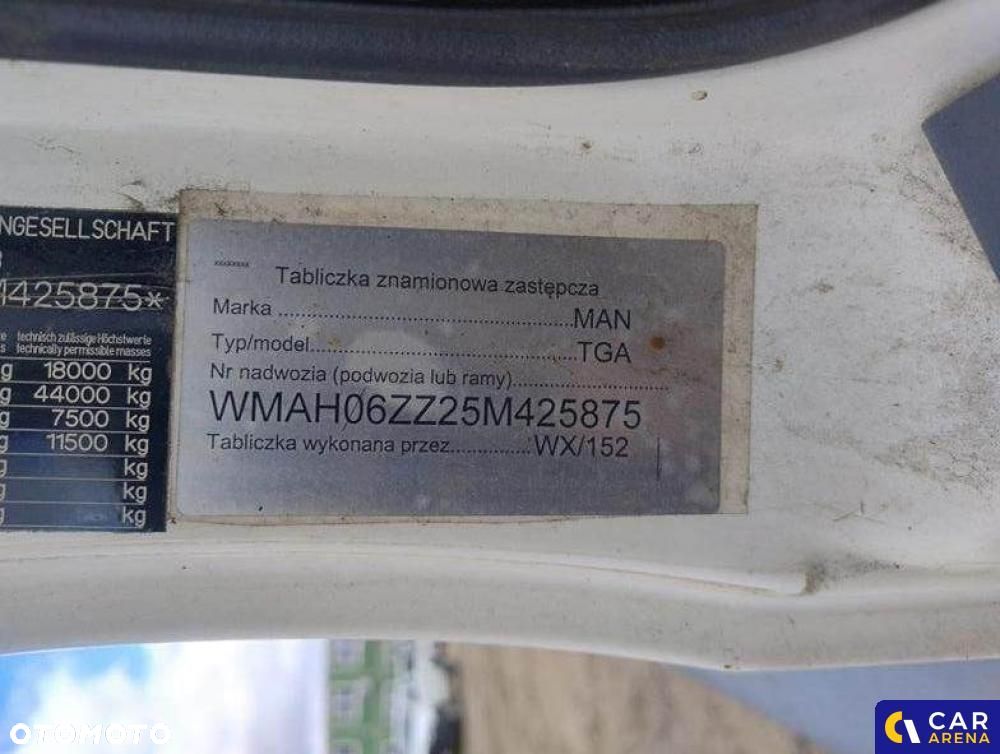 NGESELLSCHAFT
M425875*
technisch zulässige Höchstwerte
technically permissible masses
g 18000 kg
g 44000 kg
g 7500 kg
g 11500 kg
g kg
g kg
g kg
xxxxxxxx
Tabliczka znamionowa zastępcza
Marka ......................................................MAN
Typ/model................................................TGA
Nr nadwozia (podwozia lub ramy)............................
WMAH06ZZ25M425875
Tabliczka wykonana przez...............WX/152
OTOMOTO
CAR
ARENA